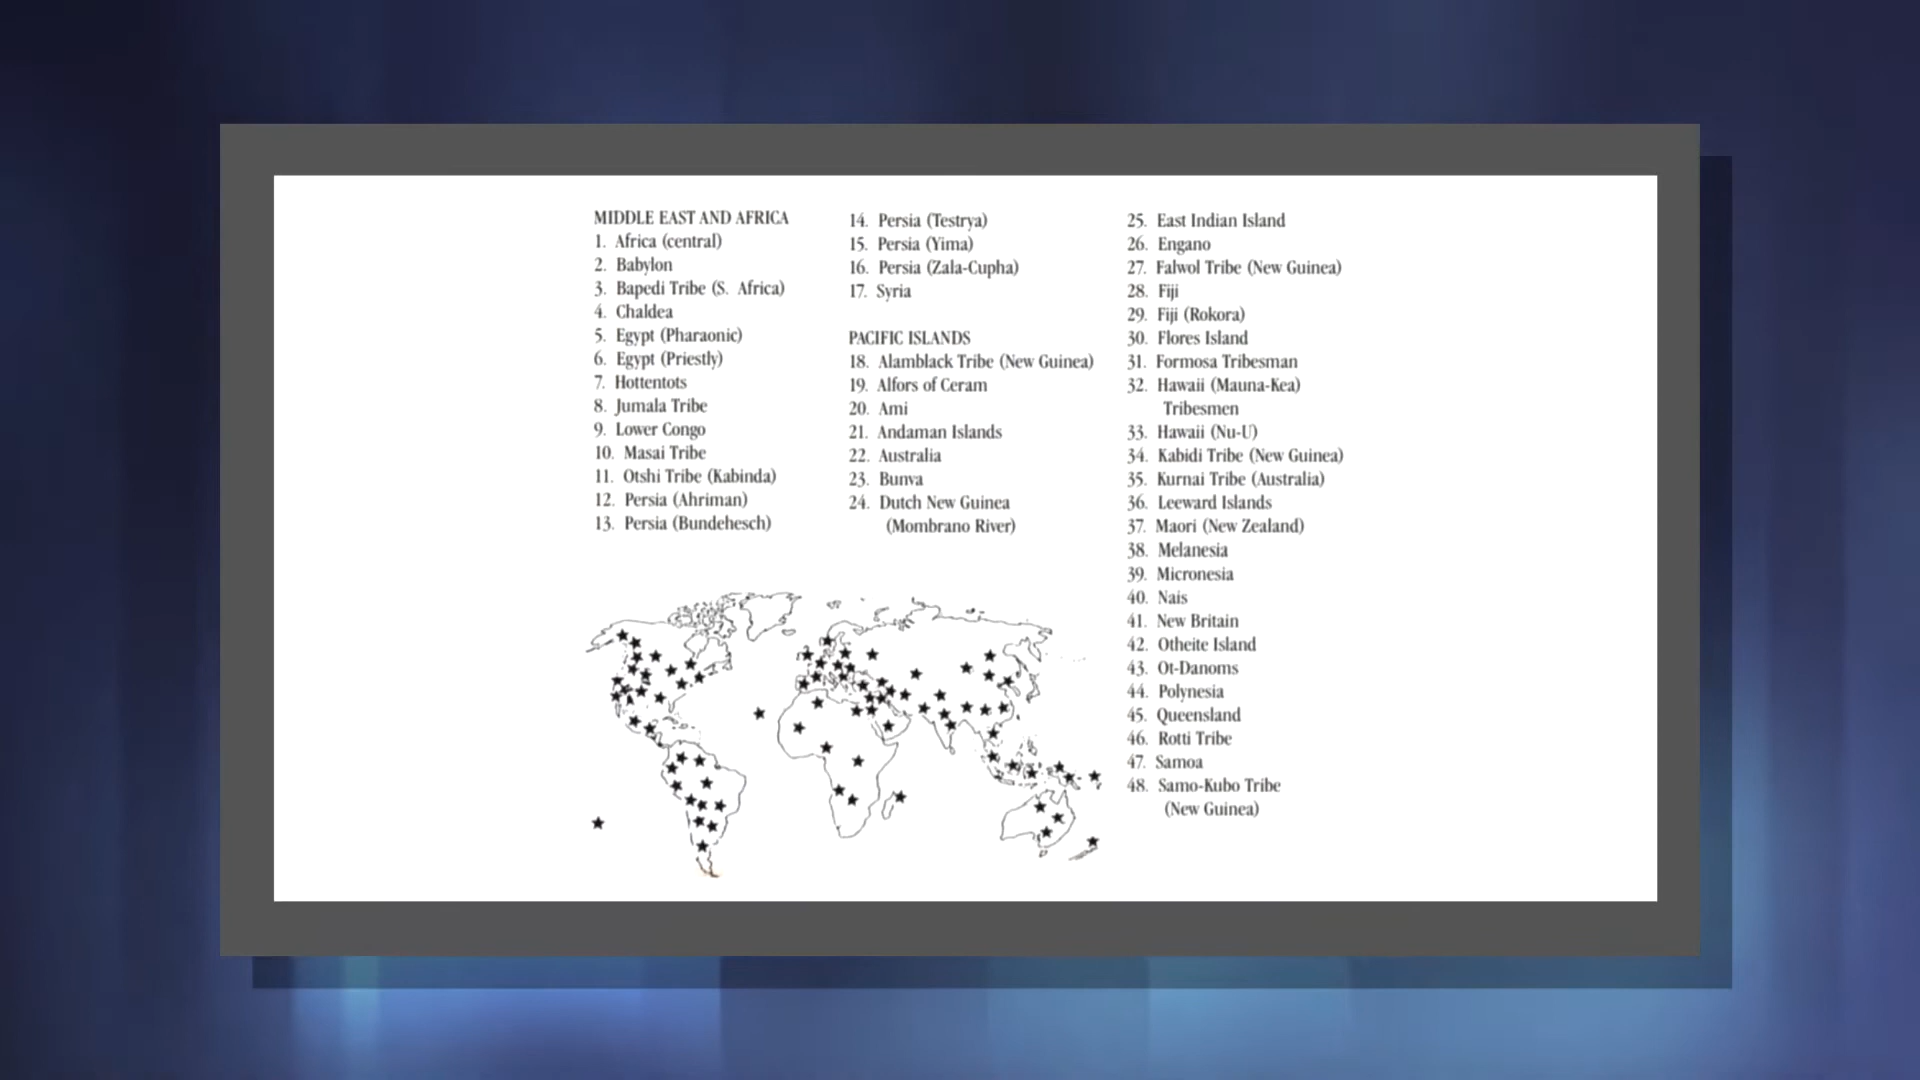 MIDDLE EAST AND AFRICA
1. Africa (central)
2. Babylon
3. Bapedi Tribe (S. Africa)
4. Chaldea
5. Egypt (Pharaonic)
6. Egypt (Priestly)
7. Hottentots
8. Jumala Tribe
9. Lower Congo
10. Masai Tribe
11. Otshi Tribe (Kabinda)
12. Persia (Ahriman)
13. Persia (Bundehesch)
14. Persia (Testrya)
15. Persia (Yima)
16. Persia (Zala-Cupha)
17. Syria
PACIFIC ISLANDS
18. Alamblack Tribe (New Guinea)
19. Alfors of Ceram
20. Ami
21. Andaman Islands
22. Australia
23. Bunva
24. Dutch New Guinea
(Mombrano River)
25. East Indian Island
26. Engano
27. Falwol Tribe (New Guinea)
28. Fiji
29. Fiji (Rokora)
30. Flores Island
31. Formosa Tribesman
32. Hawaii (Mauna-Kea)
Tribesmen
33. Hawaii (Nu-U)
34. Kabidi Tribe (New Guinea)
35. Kurnai Tribe (Australia)
36. Leeward Islands
37. Maori (New Zealand)
38. Melanesia
39. Micronesia
40. Nais
41. New Britain
42. Otheite Island
43. Ot-Danoms
44. Polynesia
45. Queensland
46. Rotti Tribe
47. Samoa
48. Samo-Kubo Tribe
(New Guinea)